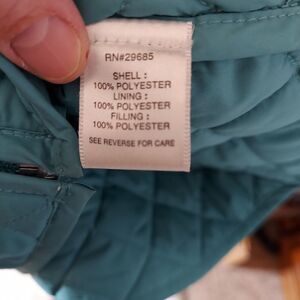 RN#29685
SHELL :
100% POLYESTER
LINING :
100% POLYESTER
FILLING :
100% POLYESTER
SEE REVERSE FOR CARE